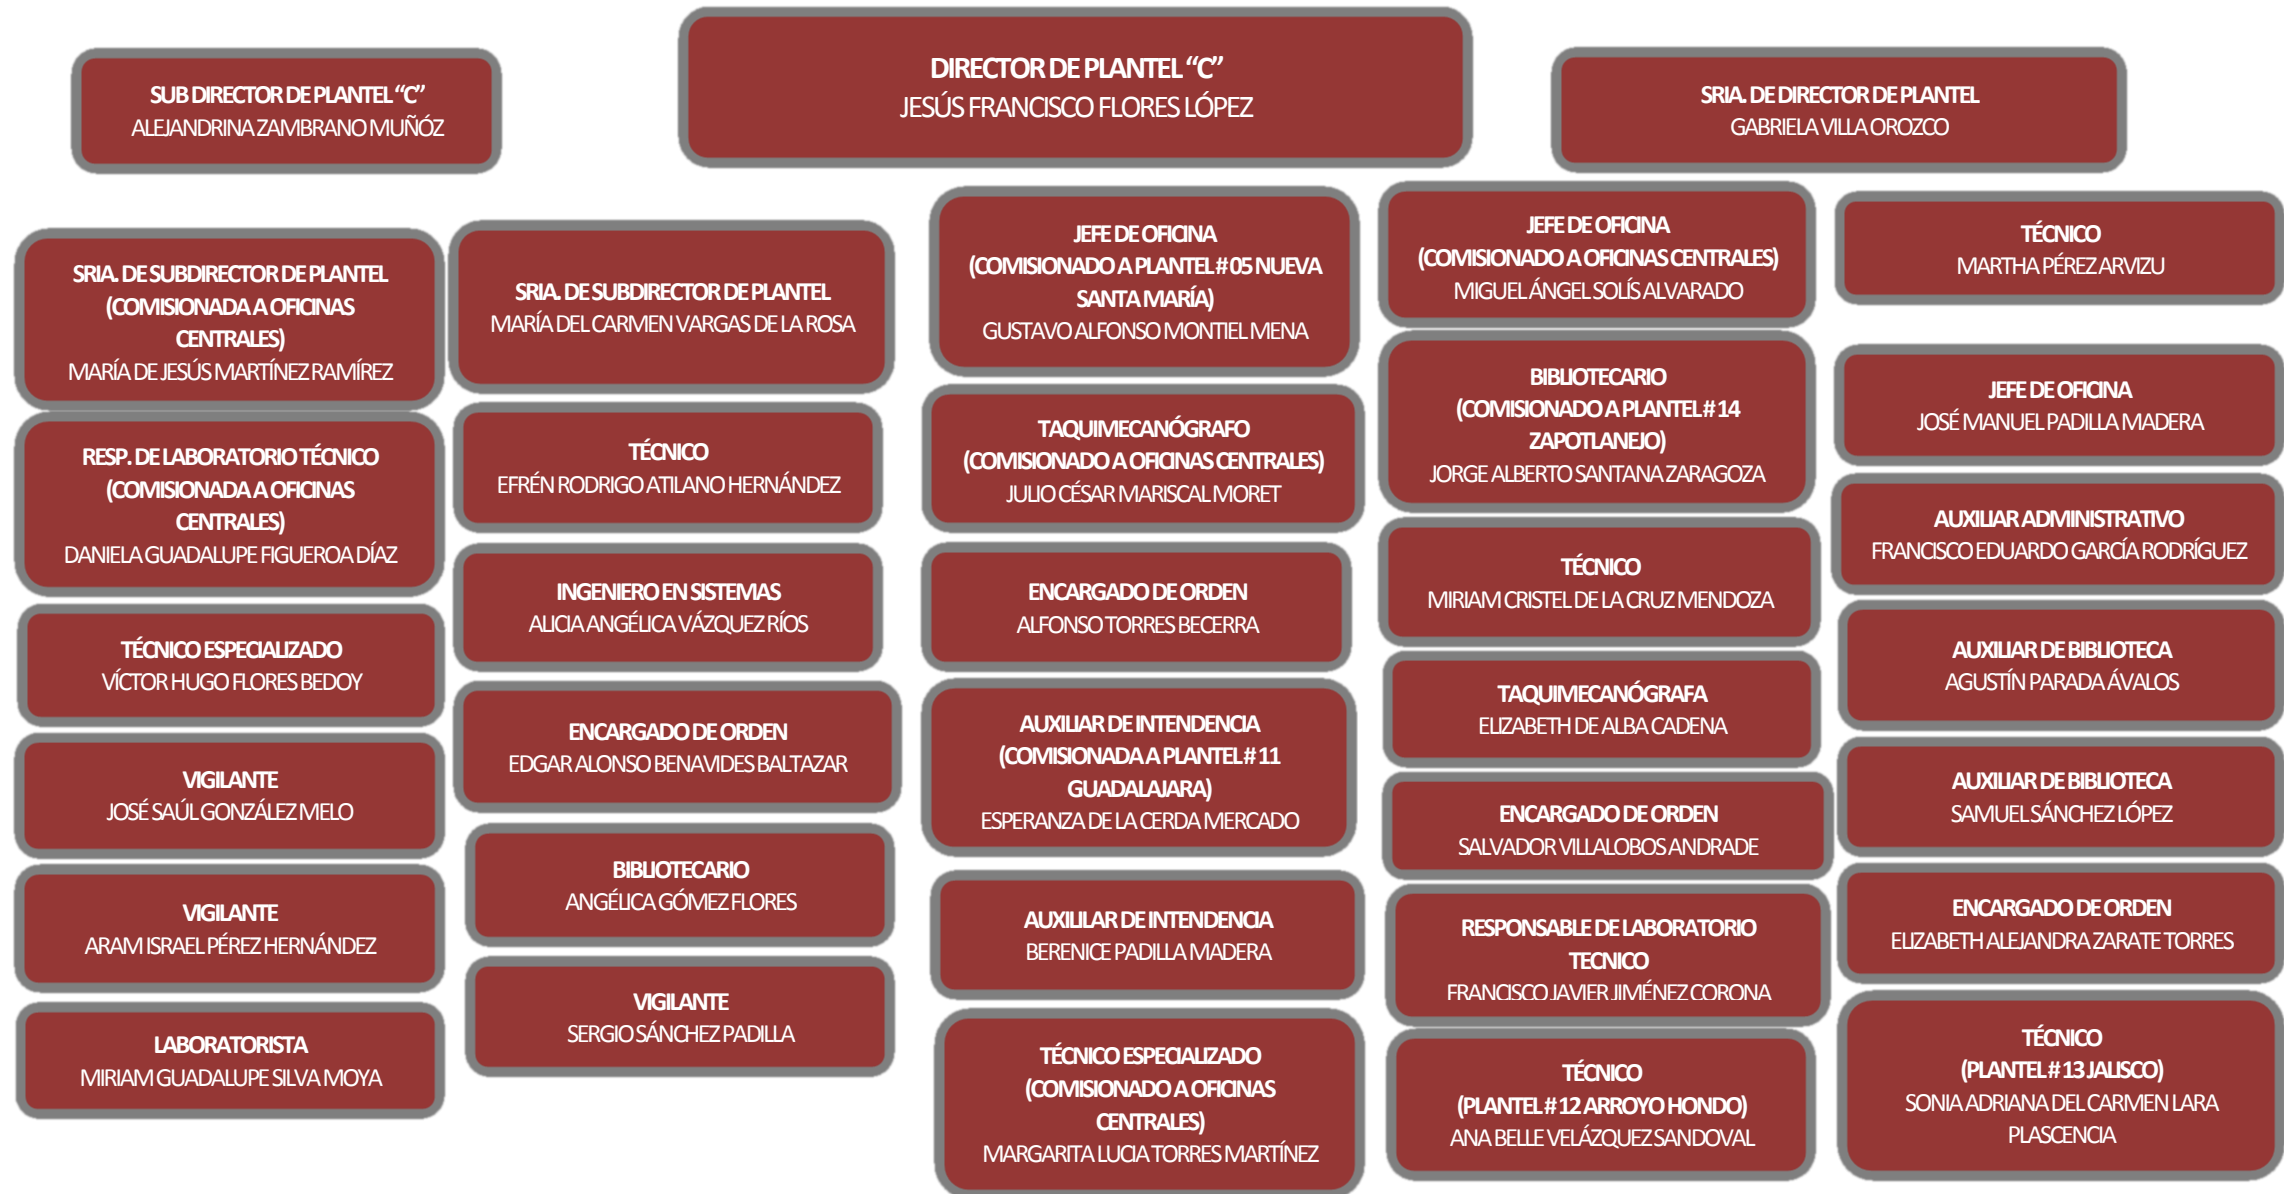 DIRECTOR DE PLANTEL “C”
JESÚS FRANCISCO FLORES LÓPEZ
SUB DIRECTOR DE PLANTEL “C”
ALEJANDRINA ZAMBRANO MUÑÓZ
SRIA. DE DIRECTOR DE PLANTEL
GABRIELA VILLA OROZCO
SRIA. DE SUBDIRECTOR DE PLANTEL
(COMISIONADA A OFICINAS
CENTRALES)
MARÍA DE JESÚS MARTÍNEZ RAMÍREZ
RESP. DE LABORATORIO TÉCNICO
(COMISIONADA A OFICINAS
CENTRALES)
DANIELA GUADALUPE FIGUEROA DÍAZ
TÉCNICO ESPECIALIZADO
VÍCTOR HUGO FLORES BEDOY
VIGILANTE
JOSÉ SAÚL GONZÁLEZ MELO
VIGILANTE
ARAM ISRAEL PÉREZ HERNÁNDEZ
LABORATORISTA
MIRIAM GUADALUPE SILVA MOYA
SRIA. DE SUBDIRECTOR DE PLANTEL
MARÍA DEL CARMEN VARGAS DE LA ROSA
TÉCNICO
EFRÉN RODRIGO ATILANO HERNÁNDEZ
INGENIERO EN SISTEMAS
ALICIA ANGÉLICA VÁZQUEZ RÍOS
ENCARGADO DE ORDEN
EDGAR ALONSO BENAVIDES BALTAZAR
BIBLIOTECARIO
ANGÉLICA GÓMEZ FLORES
VIGILANTE
SERGIO SÁNCHEZ PADILLA
JEFE DE OFICINA
(COMISIONADO A PLANTEL # 05 NUEVA
SANTA MARÍA)
GUSTAVO ALFONSO MONTIEL MENA
TAQUIMECANÓGRAFO
(COMISIONADO A OFICINAS CENTRALES)
JULIO CÉSAR MARISCAL MORET
ENCARGADO DE ORDEN
ALFONSO TORRES BECERRA
AUXILIAR DE INTENDENCIA
(COMISIONADA A PLANTEL # 11
GUADALAJARA)
ESPERANZA DE LA CERDA MERCADO
AUXILILAR DE INTENDENCIA
BERENICE PADILLA MADERA
TÉCNICO ESPECIALIZADO
(COMISIONADO A OFICINAS
CENTRALES)
MARGARITA LUCIA TORRES MARTÍNEZ
JEFE DE OFICINA
(COMISIONADO A OFICINAS CENTRALES)
MIGUEL ÁNGEL SOLÍS ALVARADO
BIBLIOTECARIO
(COMISIONADO A PLANTEL # 14
ZAPOTLANEJO)
JORGE ALBERTO SANTANA ZARAGOZA
TÉCNICO
MIRIAM CRISTEL DE LA CRUZ MENDOZA
TAQUIMECANÓGRAFA
ELIZABETH DE ALBA CADENA
ENCARGADO DE ORDEN
SALVADOR VILLALOBOS ANDRADE
RESPONSABLE DE LABORATORIO
TECNICO
FRANCISCO JAVIER JIMÉNEZ CORONA
TÉCNICO
(PLANTEL # 12 ARROYO HONDO)
ANA BELLE VELÁZQUEZ SANDOVAL
TÉCNICO
MARTHA PÉREZ ARVIZU
JEFE DE OFICINA
JOSÉ MANUEL PADILLA MADERA
AUXILIAR ADMINISTRATIVO
FRANCISCO EDUARDO GARCÍA RODRÍGUEZ
AUXILIAR DE BIBLIOTECA
AGUSTÍN PARADA ÁVALOS
AUXILIAR DE BIBLIOTECA
SAMUEL SÁNCHEZ LÓPEZ
ENCARGADO DE ORDEN
ELIZABETH ALEJANDRA ZARATE TORRES
TÉCNICO
(PLANTEL # 13 JALISCO)
SONIA ADRIANA DEL CARMEN LARA
PLASCENCIA